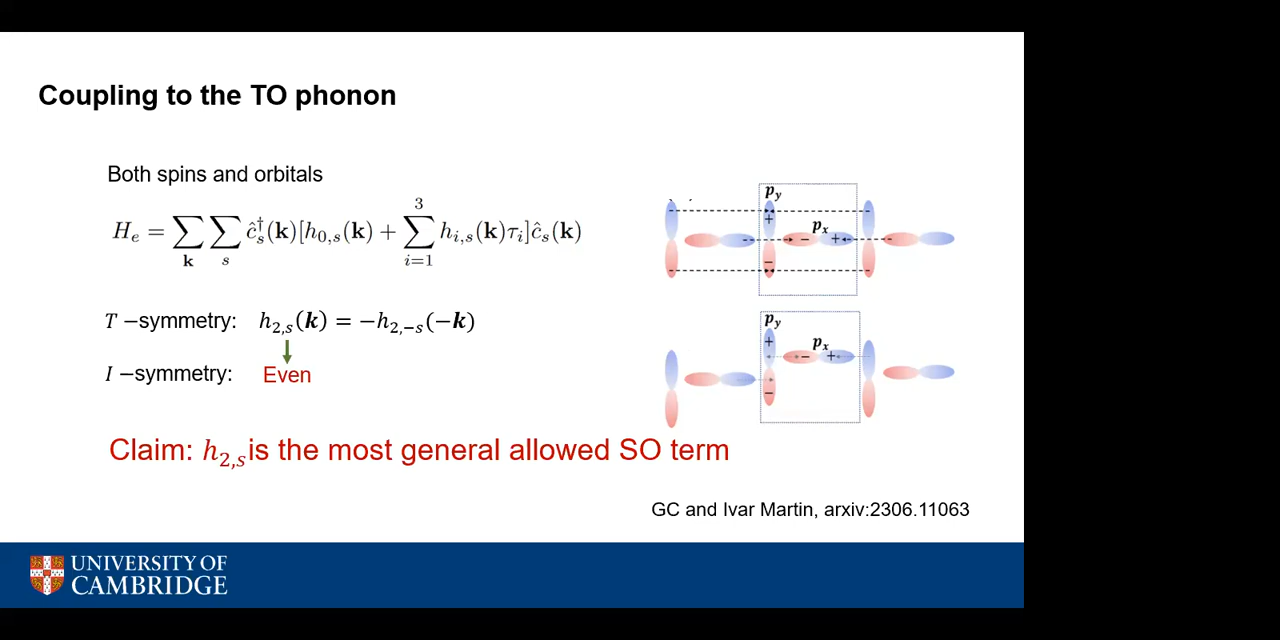 Coupling to the TO phonon
Both spins and orbitals
H_e = ∑_k ∑_s ĉ_s†(k)[h_{0,s}(k) + ∑_{i=1}^{3} h_{i,s}(k)τ_i]ĉ_s(k)
T −symmetry: h_{2,s}(k) = −h_{2,−s}(−k)
I −symmetry: Even
Claim: h_{2,s} is the most general allowed SO term
p_y
+
p_x
− +
−
p_y
+
p_x
− +
−
GC and Ivar Martin, arxiv:2306.11063
UNIVERSITY OF
CAMBRIDGE